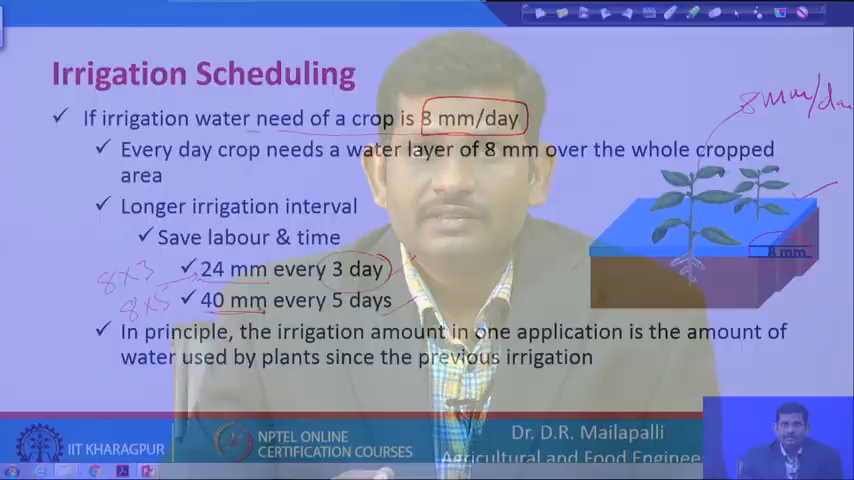 Irrigation Scheduling
✓ If irrigation water need of a crop is 8 mm/day
✓ Every day crop needs a water layer of 8 mm over the whole cropped
area
✓ Longer irrigation interval
✓ Save labour & time
✓ 24 mm every 3 day
✓ 40 mm every 5 days
✓ In principle, the irrigation amount in one application is the amount of
water used by plants since the previous irrigation
8 mm/day
8 mm
8x3
8x5
IIT KHARAGPUR
NPTEL ONLINE
CERTIFICATION COURSES
Dr. D.R. Mailapalli
Agricultural and Food Enginee